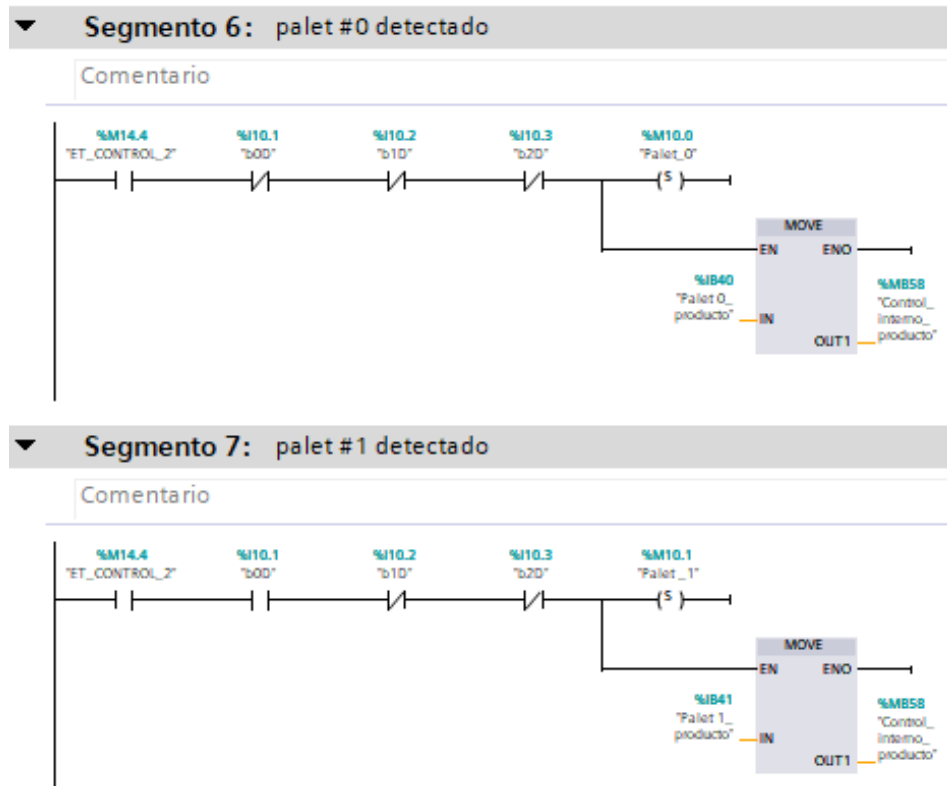 Segmento 6: palet #0 detectado
Comentario
%M14.4 %I10.1 %I10.2 %I10.3 %M10.0
"ET_CONTROL_2" "b0D" "b1D" "b2D" "Palet_0"
S
MOVE
EN ENO
%IB40
"Palet 0_
producto"
IN
%MB58
"Control_
interno_
producto"
OUT1
Segmento 7: palet #1 detectado
Comentario
%M14.4 %I10.1 %I10.2 %I10.3 %M10.1
"ET_CONTROL_2" "b0D" "b1D" "b2D" "Palet _1"
S
MOVE
EN ENO
%IB41
"Palet 1_
producto"
IN
%MB58
"Control_
interno_
producto"
OUT1